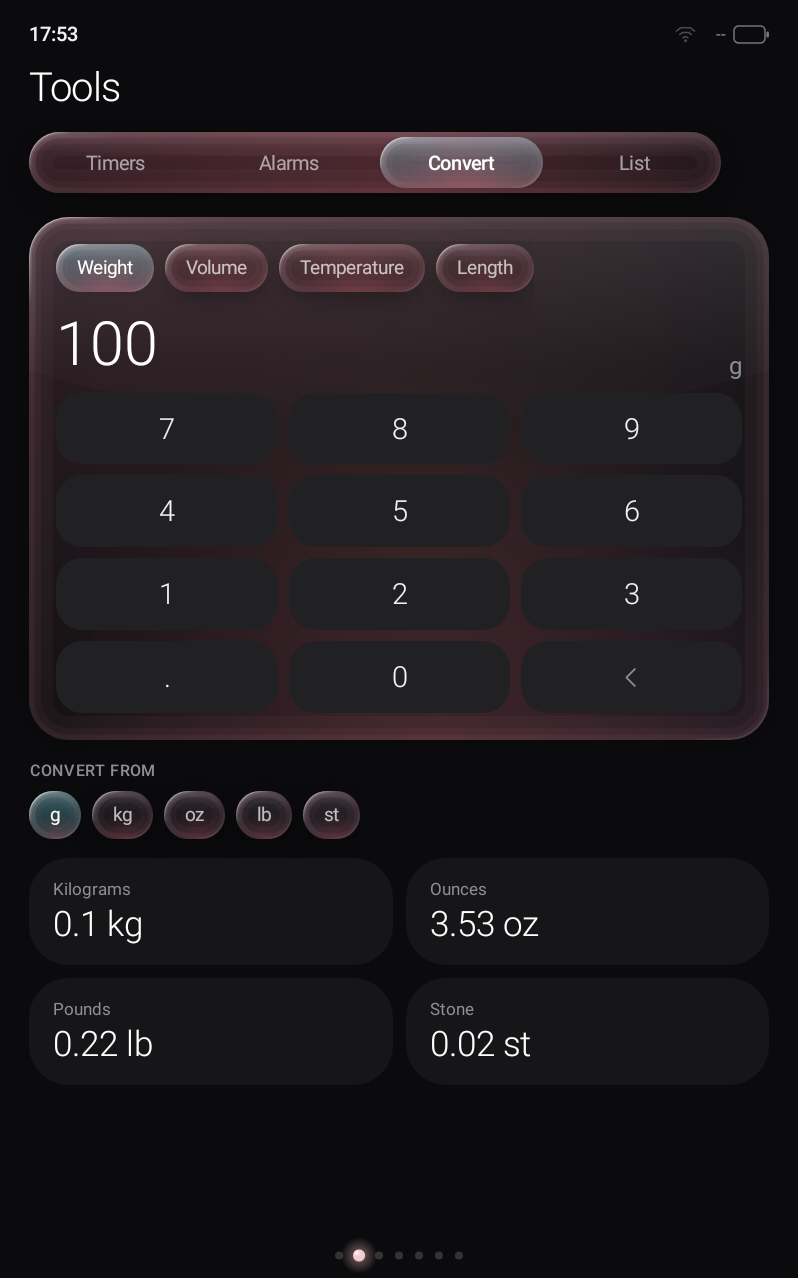 17:53 --
Tools
Timers Alarms Convert List
Weight Volume Temperature Length
100 g
7 8 9
4 5 6
1 2 3
. 0
CONVERT FROM
g kg oz lb st
Kilograms Ounces
0.1 kg 3.53 oz
Pounds Stone
0.22 lb 0.02 st